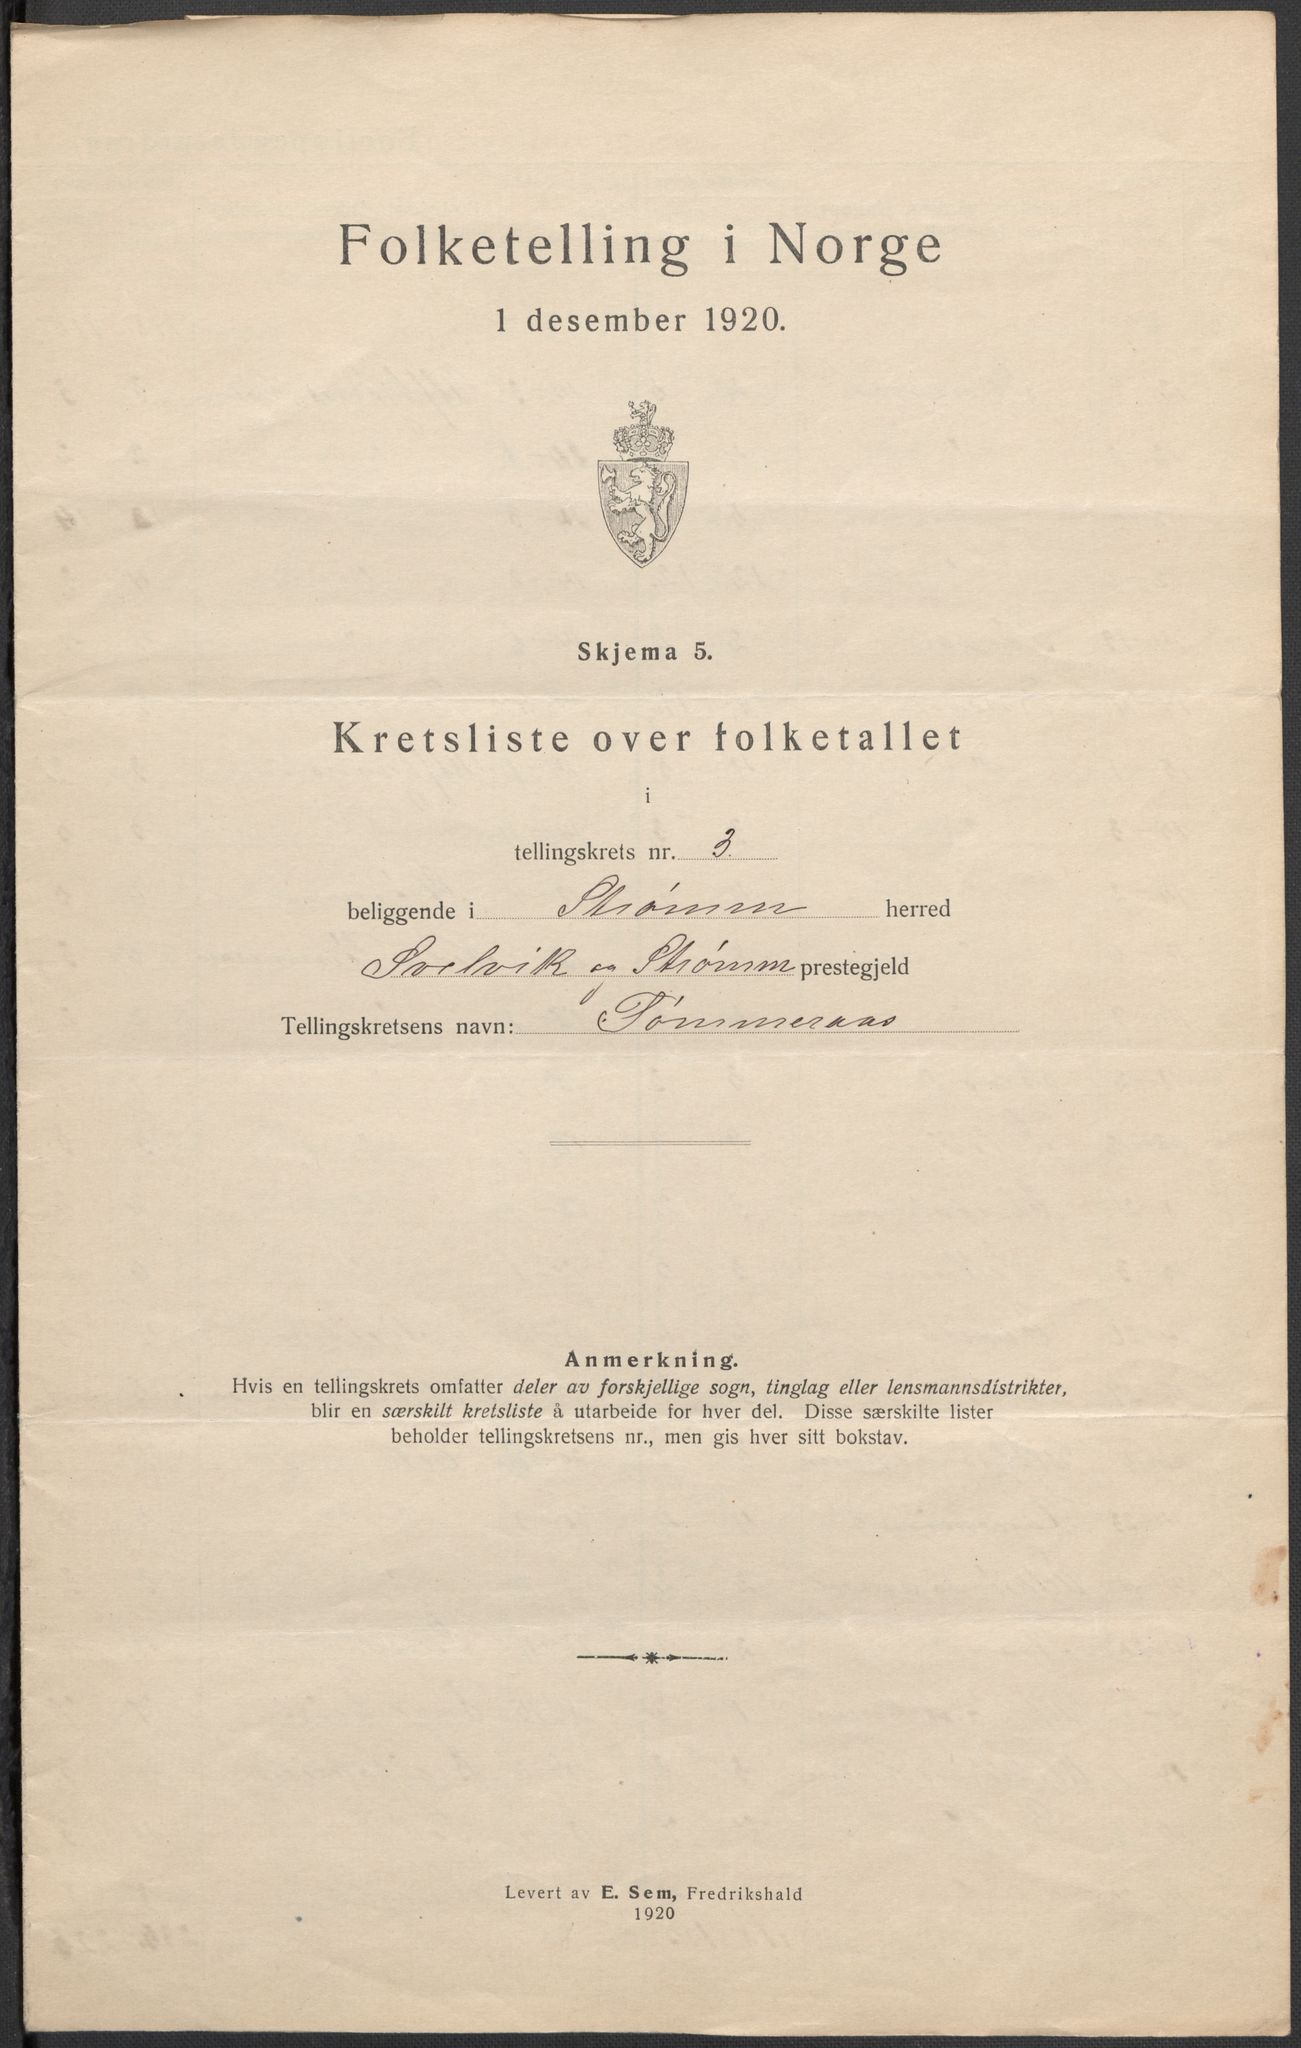 Folketelling i Norge
1 desember 1920.
Skjema 5.
Kretsliste over folketallet
i
tellingskrets nr. 3.
beliggende i Strømm herred
Svelvik og Strømm prestegjeld
Tellingskretsens navn: Tømmeraas
Anmerkning.
Hvis en tellingskrets omfatter deler av forskjellige sogn, tinglag eller lensmannsdistrikter,
blir en særskilt kretsliste å utarbeide for hver del. Disse særskilte lister
beholder tellingskretsens nr., men gis hver sitt bokstav.
Levert av E. Sem, Fredrikshald
1920